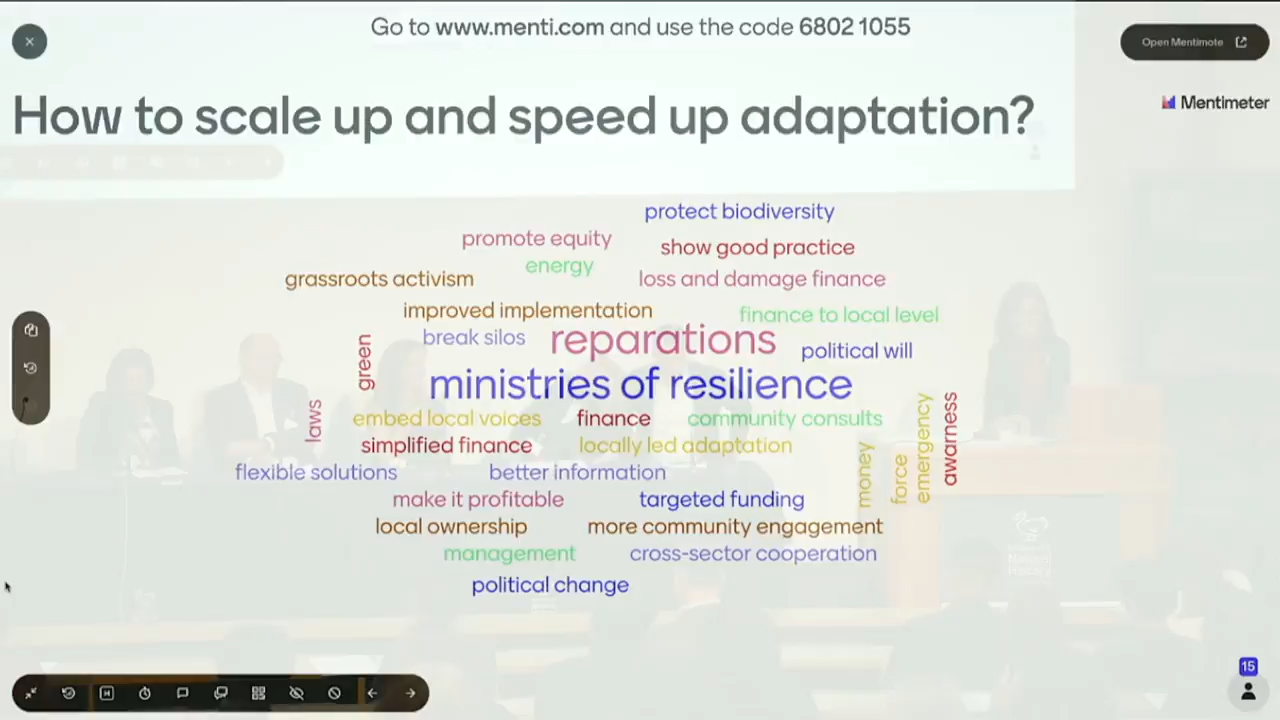 Go to www.menti.com and use the code 6802 1055
Open Mentimote
How to scale up and speed up adaptation?
Mentimeter
protect biodiversity
promote equity
show good practice
energy
grassroots activism
loss and damage finance
improved implementation
finance to local level
break silos
reparations
political will
green
ministries of resilience
laws
embed local voices
finance
community consults
simplified finance
locally led adaptation
money
force
emergency
awarness
flexible solutions
better information
make it profitable
targeted funding
local ownership
more community engagement
management
cross-sector cooperation
political change
15